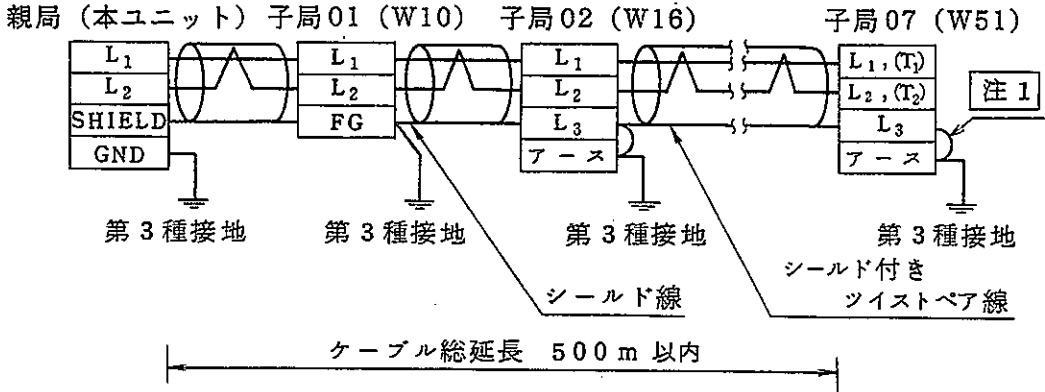 親局（本ユニット） 子局01（W10） 子局02（W16） 子局07（W51）
L1 L1 L1 L1,(T1)
L2 L2 L2 L2,(T2) 注1
SHIELD FG L3 L3
GND アース アース
第3種接地 第3種接地 第3種接地 第3種接地
シールド付き
ツイストペア線
シールド線
ケーブル総延長 500m以内